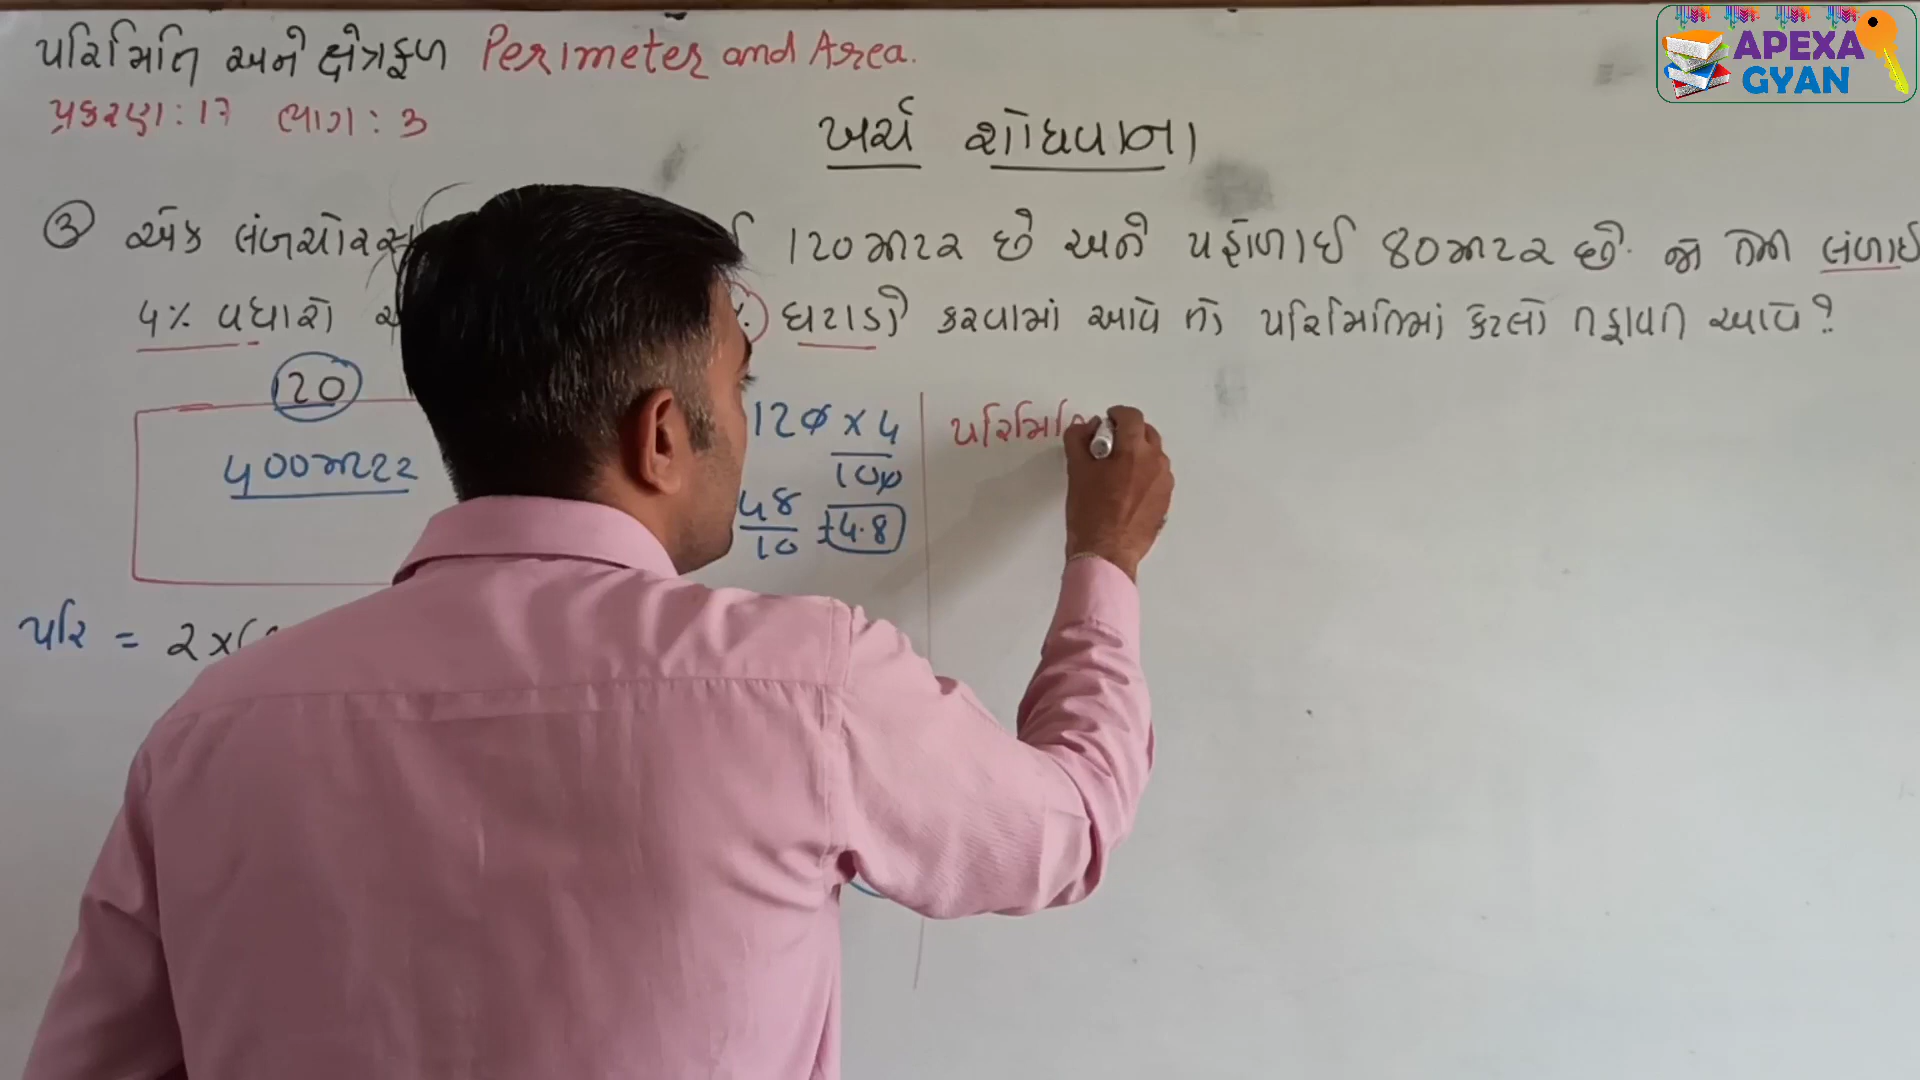 પરિમિતિ અને ક્ષેત્રફળ Perimeter and Area.
APEXA GYAN
પ્રકરણ : 17 ભાગ : 3
ખર્ચ શોધવાના
૩ એક લંબચોરસ 120 મીટર છે અને પહોળાઈ 80 મીટર છે. જો તેની લંબાઈ
4% વધારો % ઘટાડો કરવામાં આવે તો પરિમિતિમાં કેટલો તફાવત આવે ?
120
400 મીટર
120 x 4
100
48
10
= 4.8
પરિમિતિ
પરિ = 2 x (